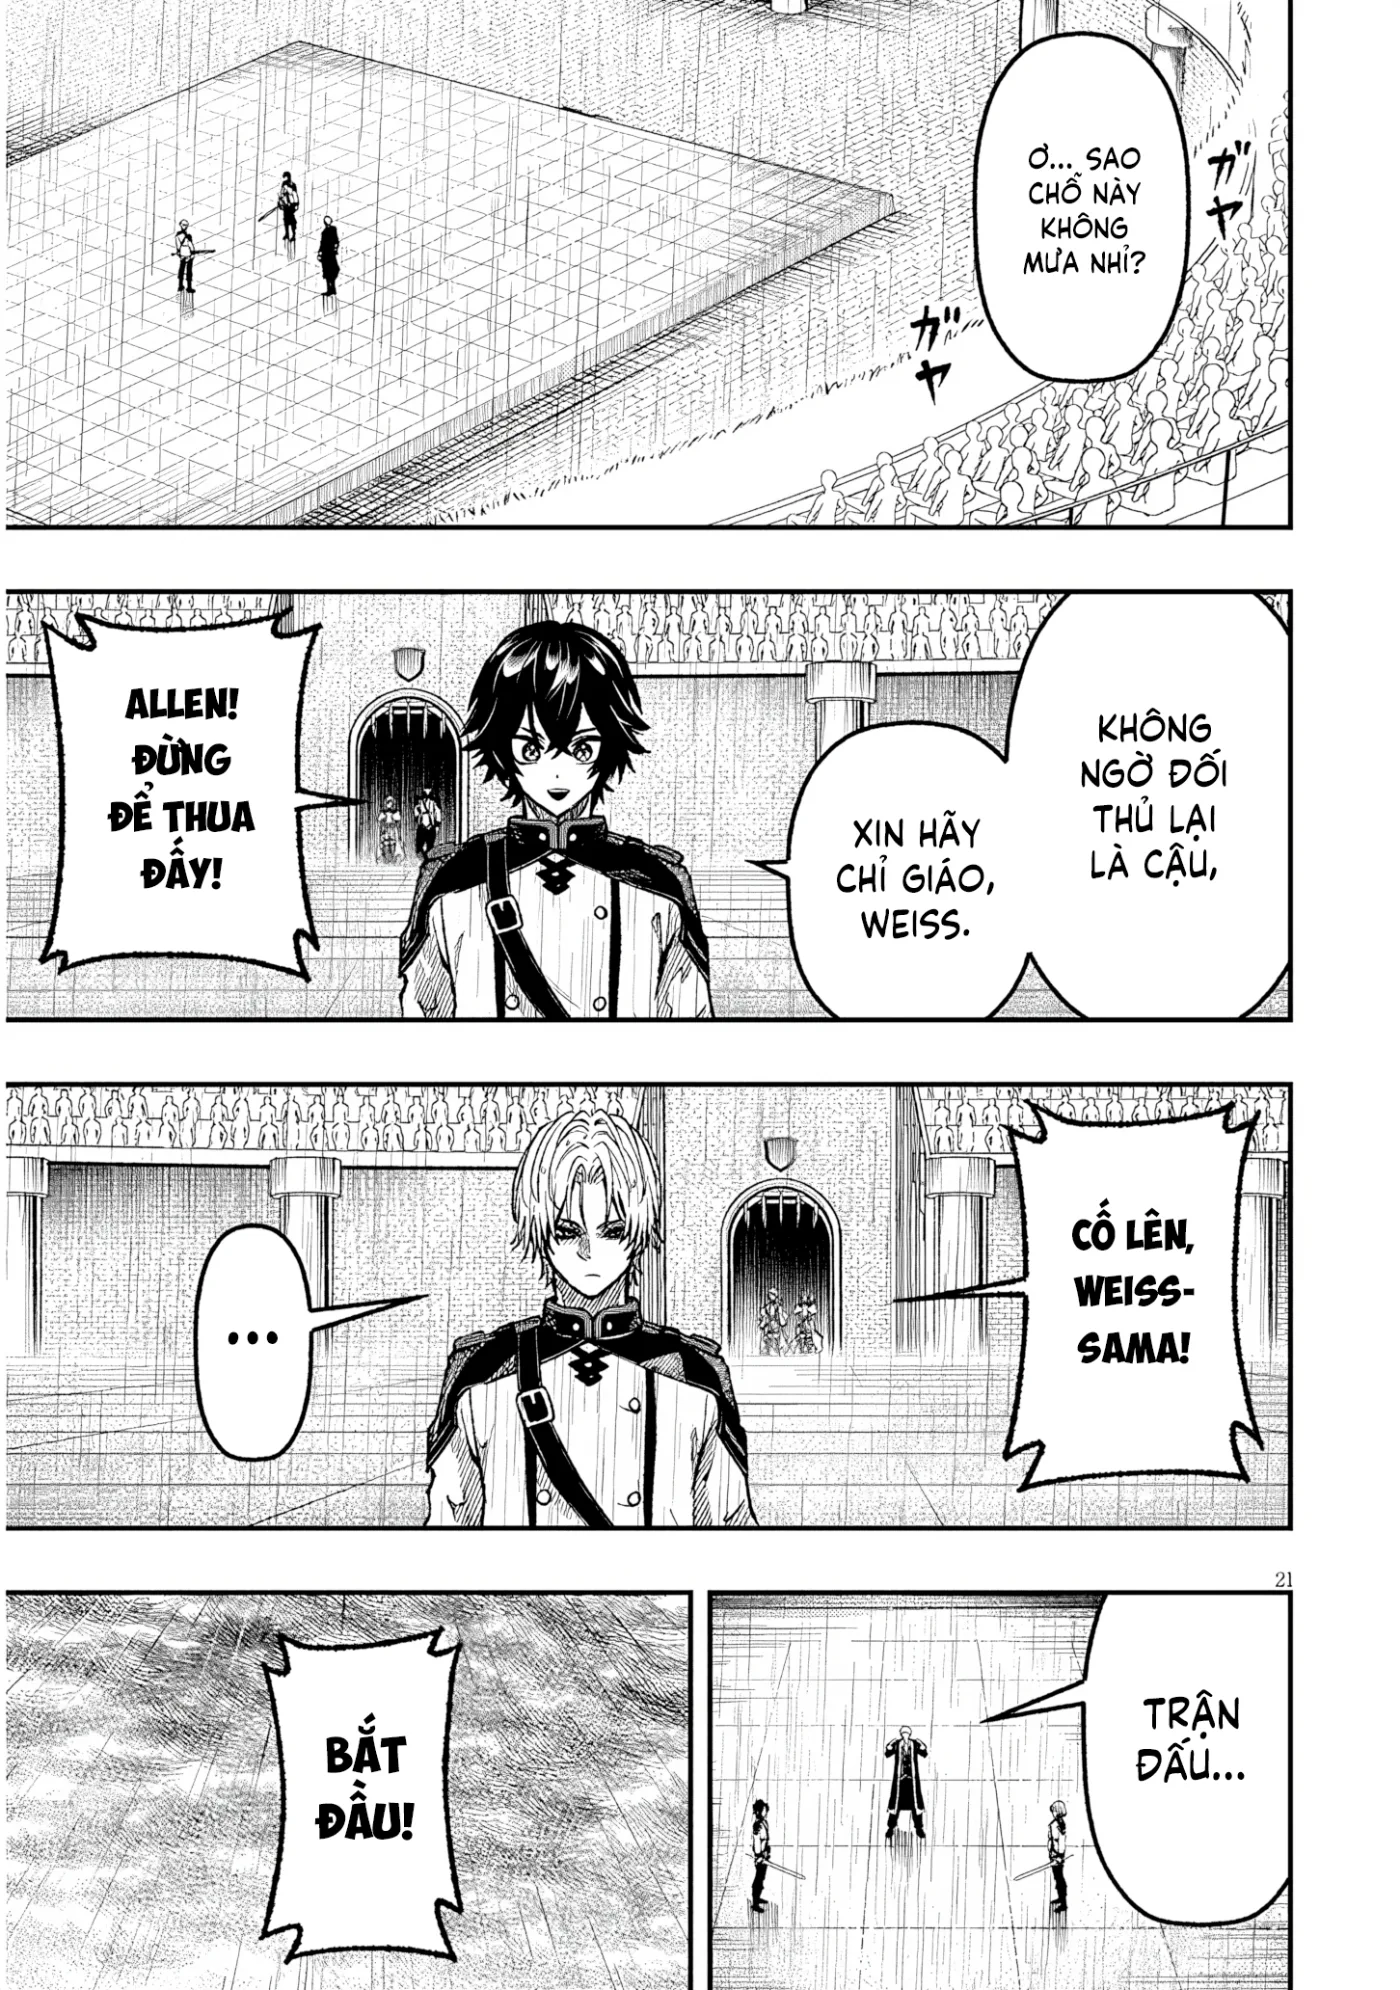 Ơ... SAO
CHỖ NÀY
KHÔNG
MƯA NHỈ?
ガヤ
ガヤ
KHÔNG
NGỜ ĐỐI
THỦ LẠI
LÀ CẬU,
XIN HÃY
CHỈ GIÁO,
WEISS.
ALLEN!
ĐỪNG
ĐỂ THUA
ĐẤY!
CỐ LÊN,
WEISS-
SAMA!
...
21
TRẬN
ĐẤU...
BẮT
ĐẦU!